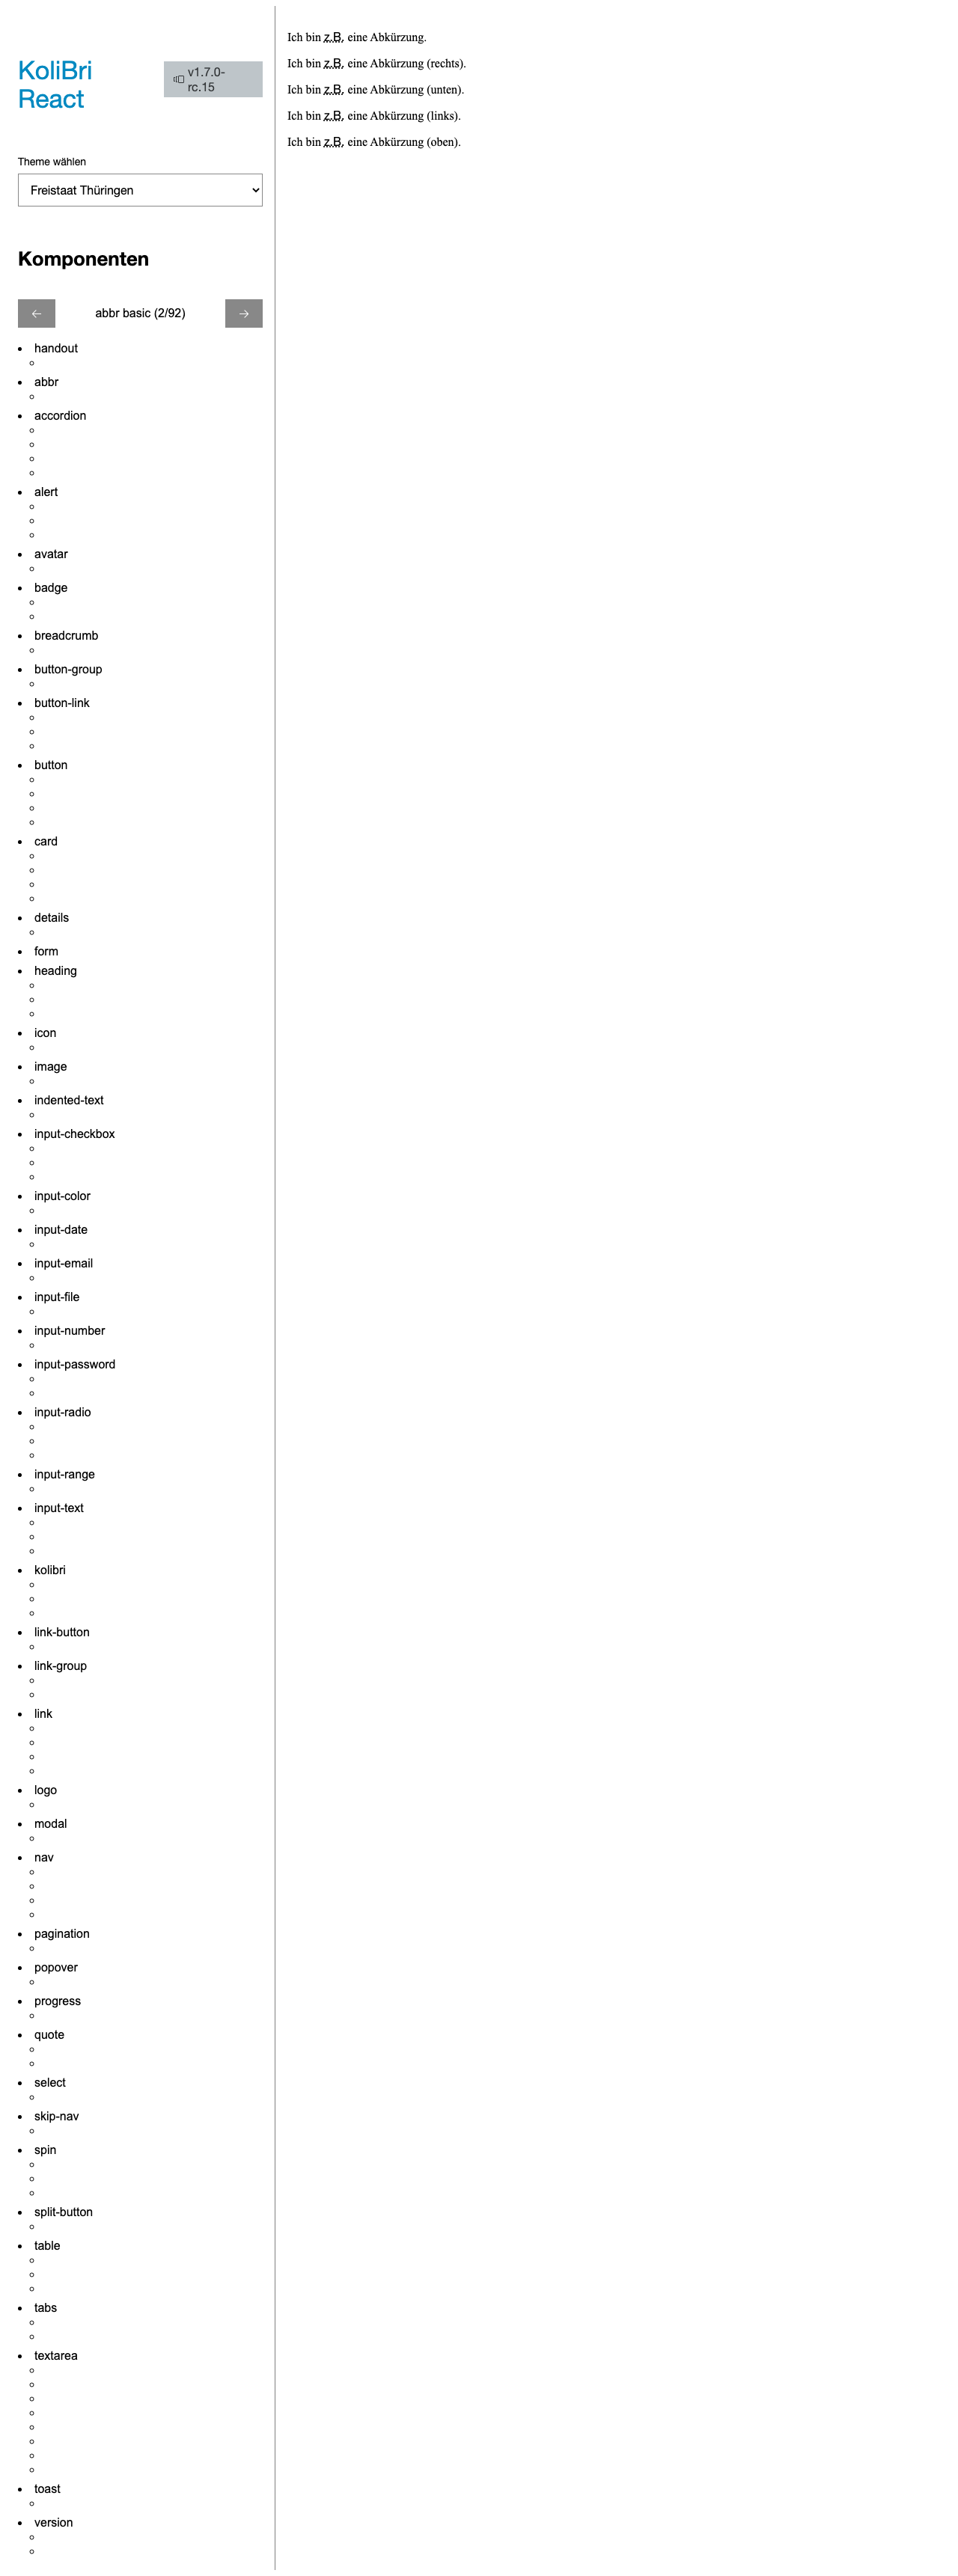 KoliBri
React
v1.7.0-
rc.15
Theme wählen
Freistaat Thüringen
Komponenten
abbr basic (2/92)
handout
abbr
accordion
alert
avatar
badge
breadcrumb
button-group
button-link
button
card
details
form
heading
icon
image
indented-text
input-checkbox
input-color
input-date
input-email
input-file
input-number
input-password
input-radio
input-range
input-text
kolibri
link-button
link-group
link
logo
modal
nav
pagination
popover
progress
quote
select
skip-nav
spin
split-button
table
tabs
textarea
toast
version
Ich bin z.B. eine Abkürzung.
Ich bin z.B. eine Abkürzung (rechts).
Ich bin z.B. eine Abkürzung (unten).
Ich bin z.B. eine Abkürzung (links).
Ich bin z.B. eine Abkürzung (oben).